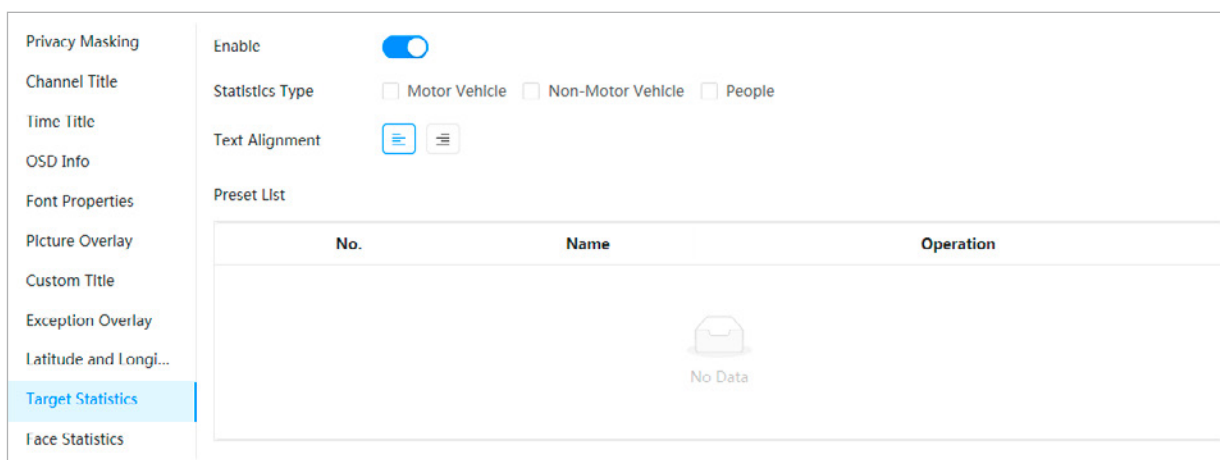 Privacy Masking
Channel Title
Time Title
OSD Info
Font Properties
Picture Overlay
Custom Title
Exception Overlay
Latitude and Longi...
Target Statistics
Face Statistics
Enable
Statistics Type Motor Vehicle Non-Motor Vehicle People
Text Alignment
Preset List
No. Name Operation
No Data